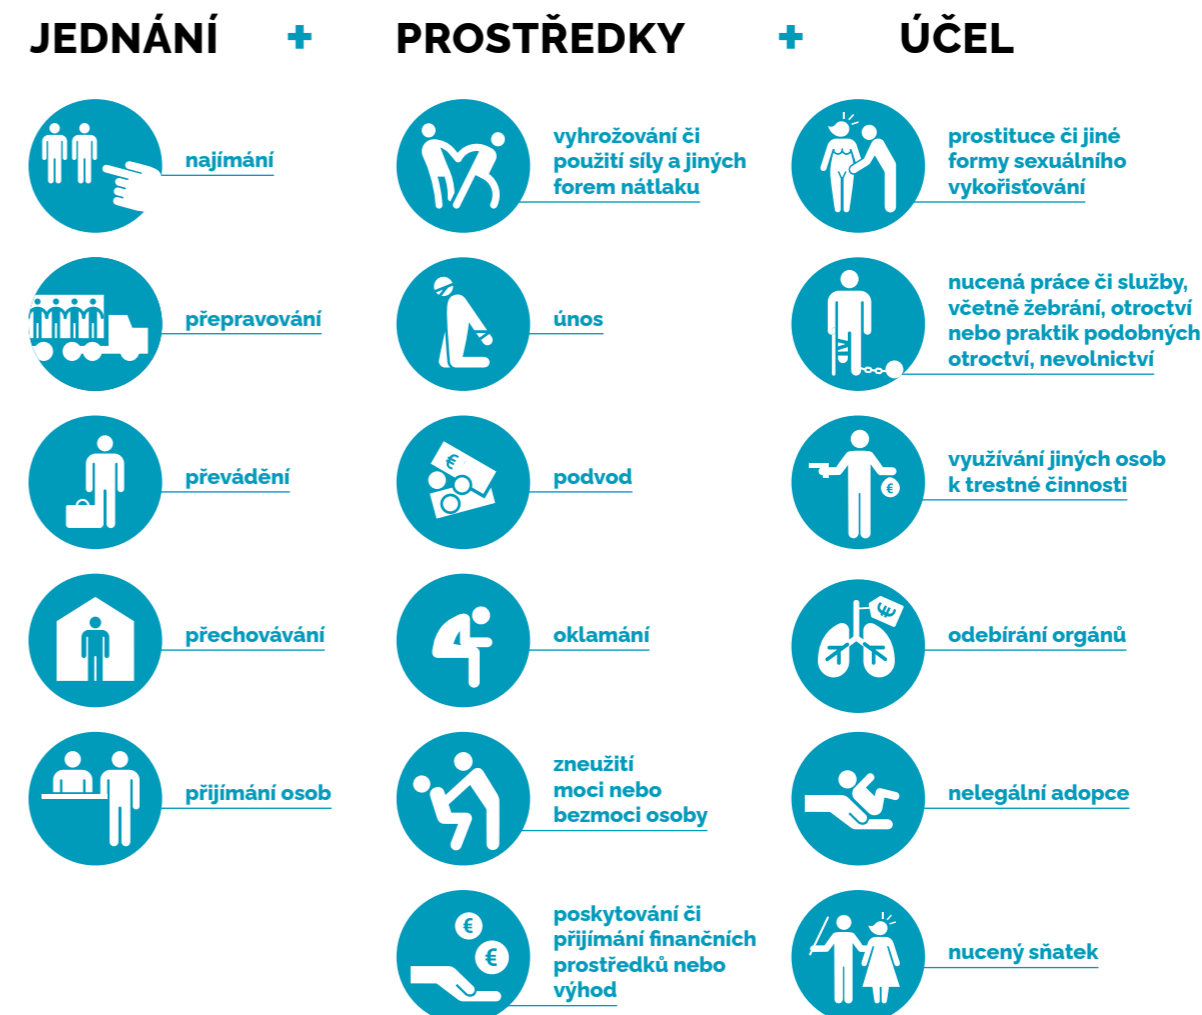 JEDNÁNÍ + PROSTŘEDKY + ÚČEL
najímání
přepravování
převádění
přechovávání
přijímání osob
vyhrožování či
použití síly a jiných
forem nátlaku
únos
€
podvod
oklamání
zneužití
moci nebo
bezmoci osoby
€
€
poskytování či
přijímání finančních
prostředků nebo
výhod
prostituce či jiné
formy sexuálního
vykořisťování
nucená práce či služby,
včetně žebrání, otroctví
nebo praktik podobných
otroctví, nevolnictví
€
využívání jiných osob
k trestné činnosti
€
odebírání orgánů
nelegální adopce
nucený sňatek